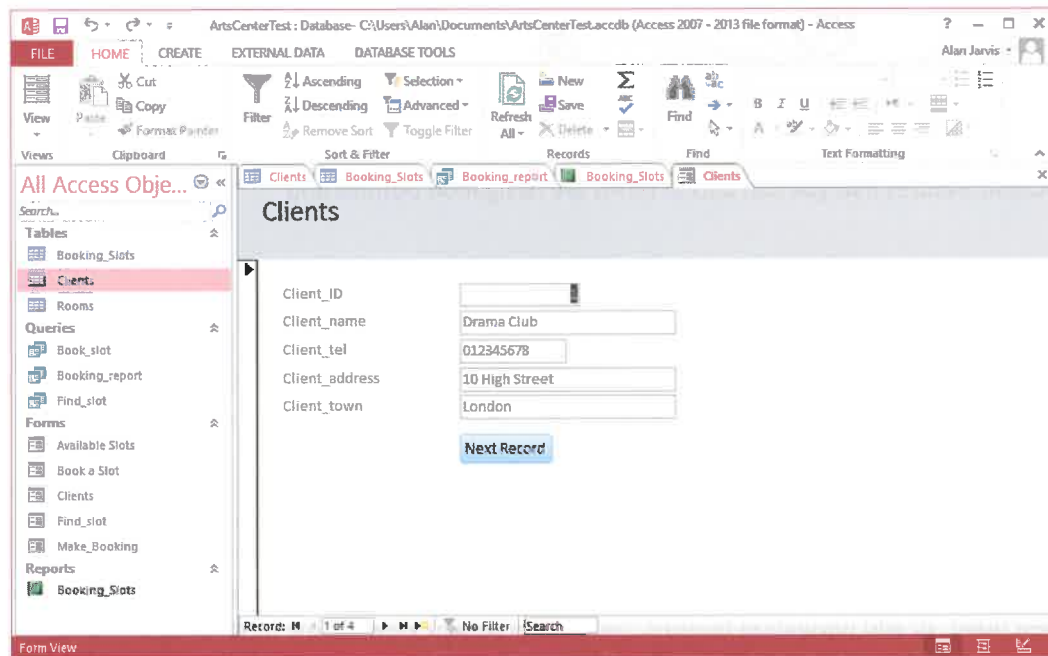 ArtsCenterTest : Database- C:\Users\Alan\Documents\ArtsCenterTest.accdb (Access 2007 - 2013 file format) - Access
FILE HOME CREATE EXTERNAL DATA DATABASE TOOLS Alan Jarvis
View Paste Cut Copy Format Painter
Filter Ascending Descending Remove Sort Selection Advanced Toggle Filter
Refresh All New Save Delete
Find
B I U
Views Clipboard Sort & Filter Records Find Text Formatting
All Access Obje...
Search..
Tables
Booking_Slots
Clients
Rooms
Queries
Book_slot
Booking_report
Find_slot
Forms
Available Slots
Book a Slot
Clients
Find_slot
Make_Booking
Reports
Booking_Slots
Clients Booking_Slots Booking_report Booking_Slots Clients
Clients
Client_ID
Client_name Drama Club
Client_tel 012345678
Client_address 10 High Street
Client_town London
Next Record
Record: 1 of 4 No Filter Search
Form View